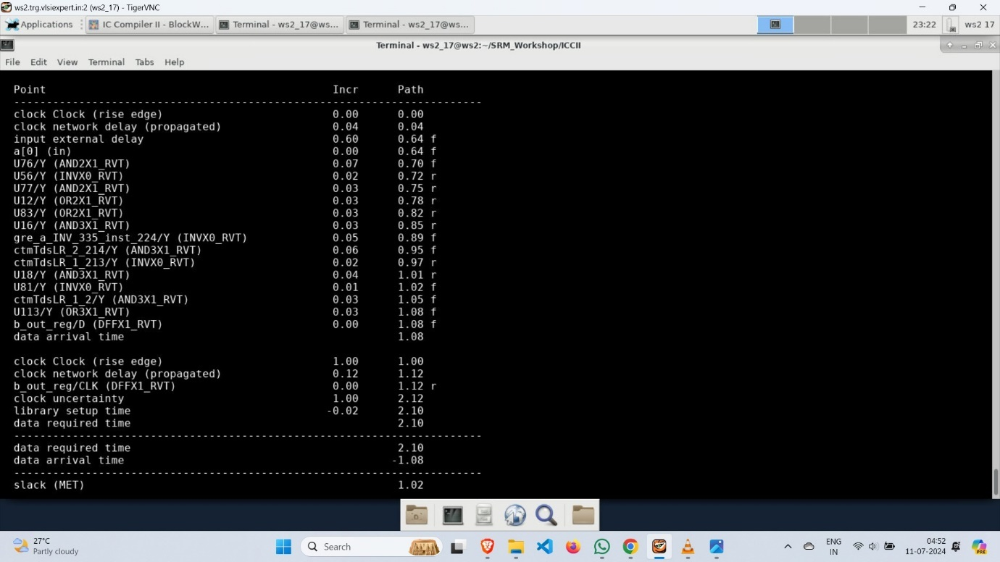 ws2.trg.vlsiexpert.in:2 (ws2_17) - TigerVNC
Applications IC Compiler II - BlockW... Terminal - ws2_17@ws... Terminal - ws2_17@ws... 23:22 ws2 17
Terminal - ws2_17@ws2:~/SRM_Workshop/ICCII
File Edit View Terminal Tabs Help
Point Incr Path
---------------------------------------------------------------
clock Clock (rise edge) 0.00 0.00
clock network delay (propagated) 0.04 0.04
input external delay 0.60 0.64 f
a[0] (in) 0.00 0.64 f
U76/Y (AND2X1_RVT) 0.07 0.70 f
U56/Y (INVX0_RVT) 0.02 0.72 r
U77/Y (AND2X1_RVT) 0.03 0.75 r
U12/Y (OR2X1_RVT) 0.03 0.78 r
U83/Y (OR2X1_RVT) 0.03 0.82 r
U16/Y (AND3X1_RVT) 0.03 0.85 r
gre_a_INV_335_inst_224/Y (INVX0_RVT) 0.05 0.89 f
ctmTdsLR_2_214/Y (AND3X1_RVT) 0.06 0.95 f
ctmTdsLR_1_213/Y (INVX0_RVT) 0.02 0.97 r
U18/Y (AND3X1_RVT) 0.04 1.01 r
U81/Y (INVX0_RVT) 0.01 1.02 f
ctmTdsLR_1_2/Y (AND3X1_RVT) 0.03 1.05 f
U113/Y (OR3X1_RVT) 0.03 1.08 f
b_out_reg/D (DFFX1_RVT) 0.00 1.08 f
data arrival time 1.08
clock Clock (rise edge) 1.00 1.00
clock network delay (propagated) 0.12 1.12
b_out_reg/CLK (DFFX1_RVT) 0.00 1.12 r
clock uncertainty 1.00 2.12
library setup time -0.02 2.10
data required time 2.10
---------------------------------------------------------------
data required time 2.10
data arrival time -1.08
---------------------------------------------------------------
slack (MET) 1.02
27°C
Partly cloudy
Search
ENG
IN
04:52
11-07-2024
PRE